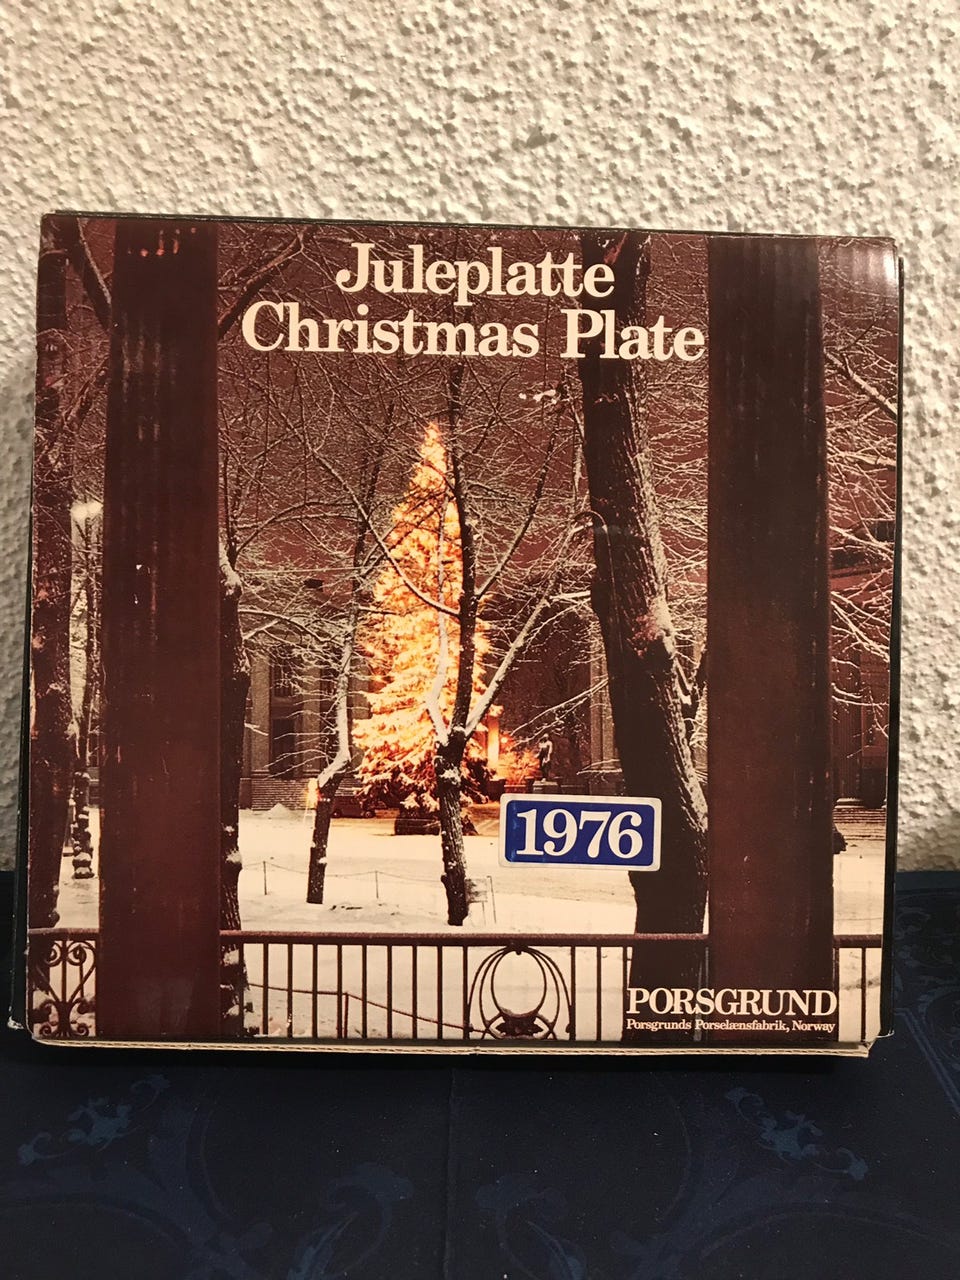 Juleplatte
Christmas Plate
1976
PORSGRUND
Porsgrunds Porselænsfabrik, Norway